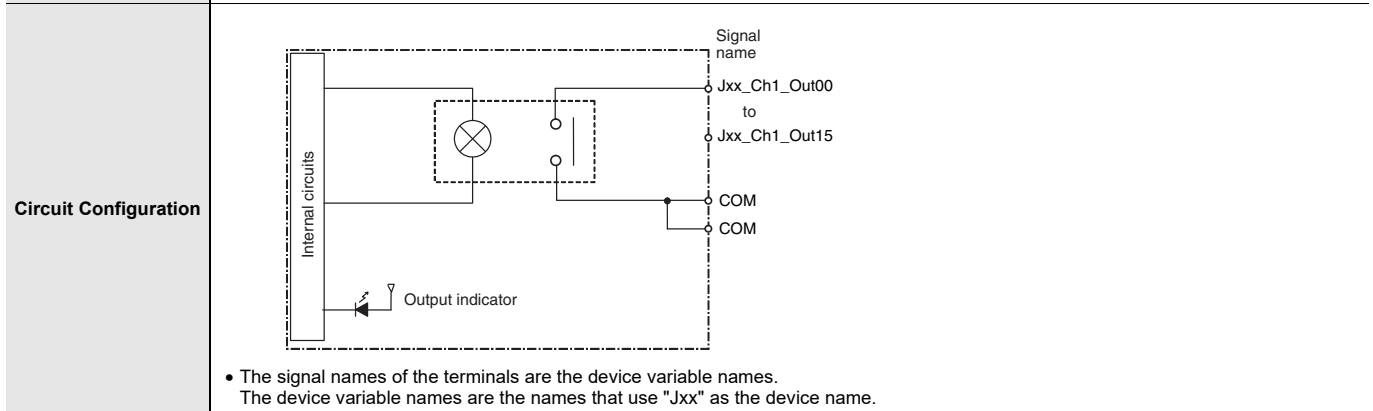 Circuit Configuration
Signal
name
Jxx_Ch1_Out00
to
Jxx_Ch1_Out15
COM
COM
Internal circuits
Output indicator
• The signal names of the terminals are the device variable names.
The device variable names are the names that use "Jxx" as the device name.